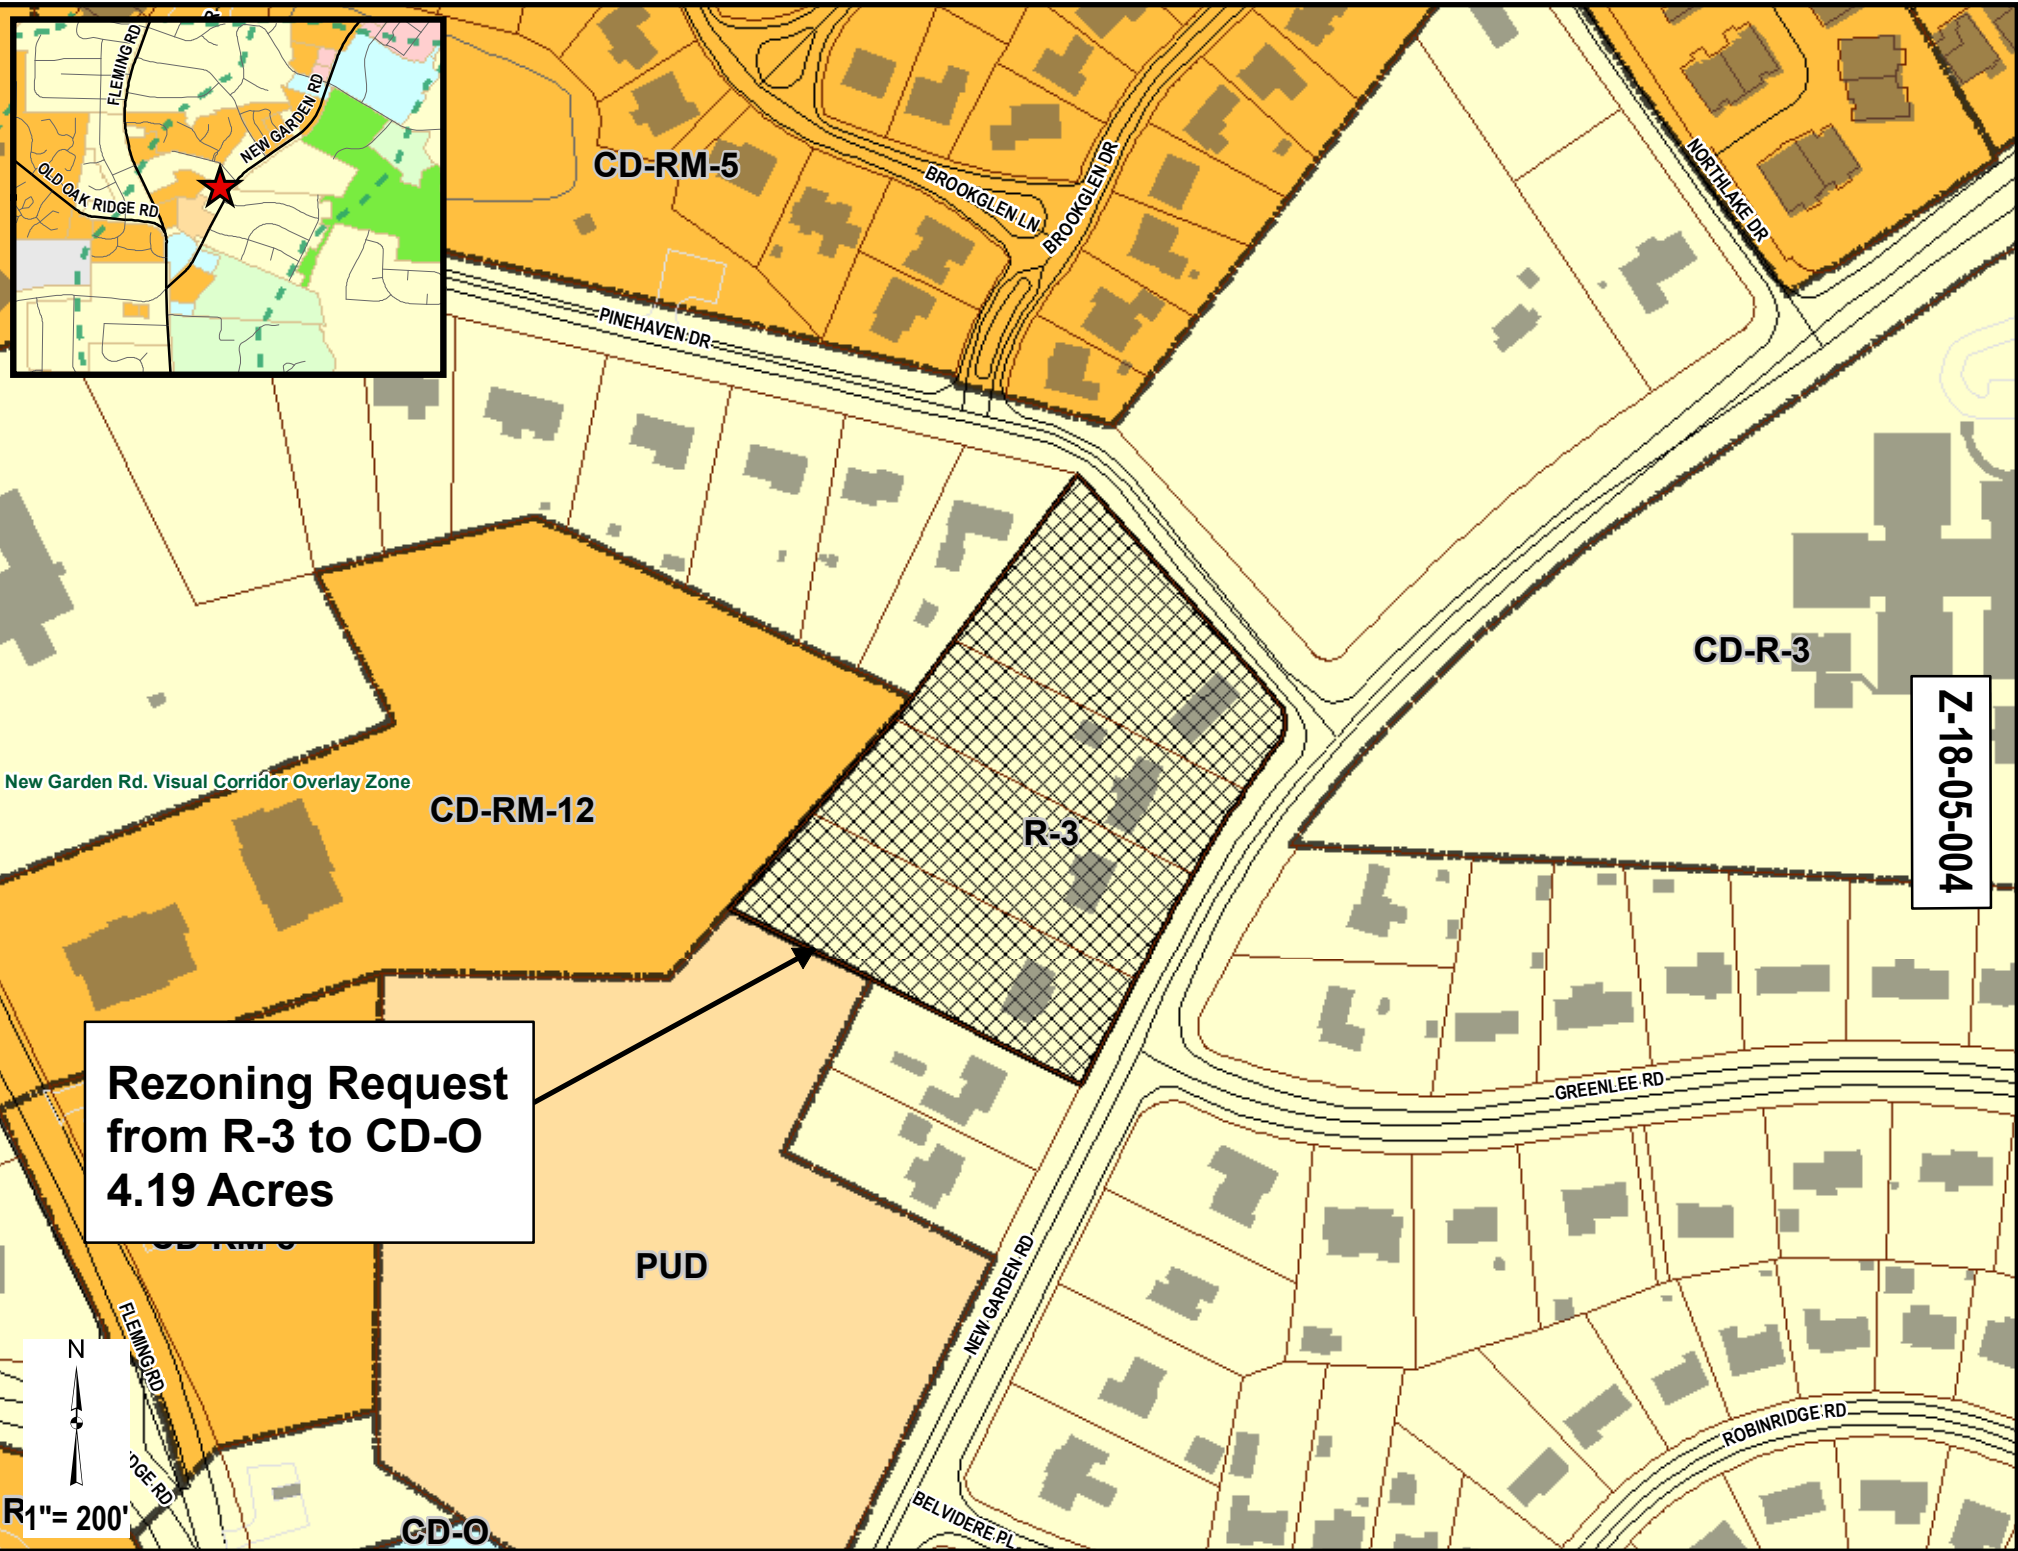 FLEMING RD
NEW GARDEN RD
OLD OAK RIDGE RD
CD-RM-5
BROOKGLEN LN
BROOKGLEN DR
NORTHLAKE DR
PINEHAVEN DR
CD-R-3
Z-18-05-004
New Garden Rd. Visual Corridor Overlay Zone
CD-RM-12
R-3
Rezoning Request
from R-3 to CD-O
4.19 Acres
GREENLEE RD
PUD
NEW GARDEN RD
FLEMING RD
N
DGE RD
1"= 200'
ROBINRIDGE RD
BELVIDERE PL
CD-O